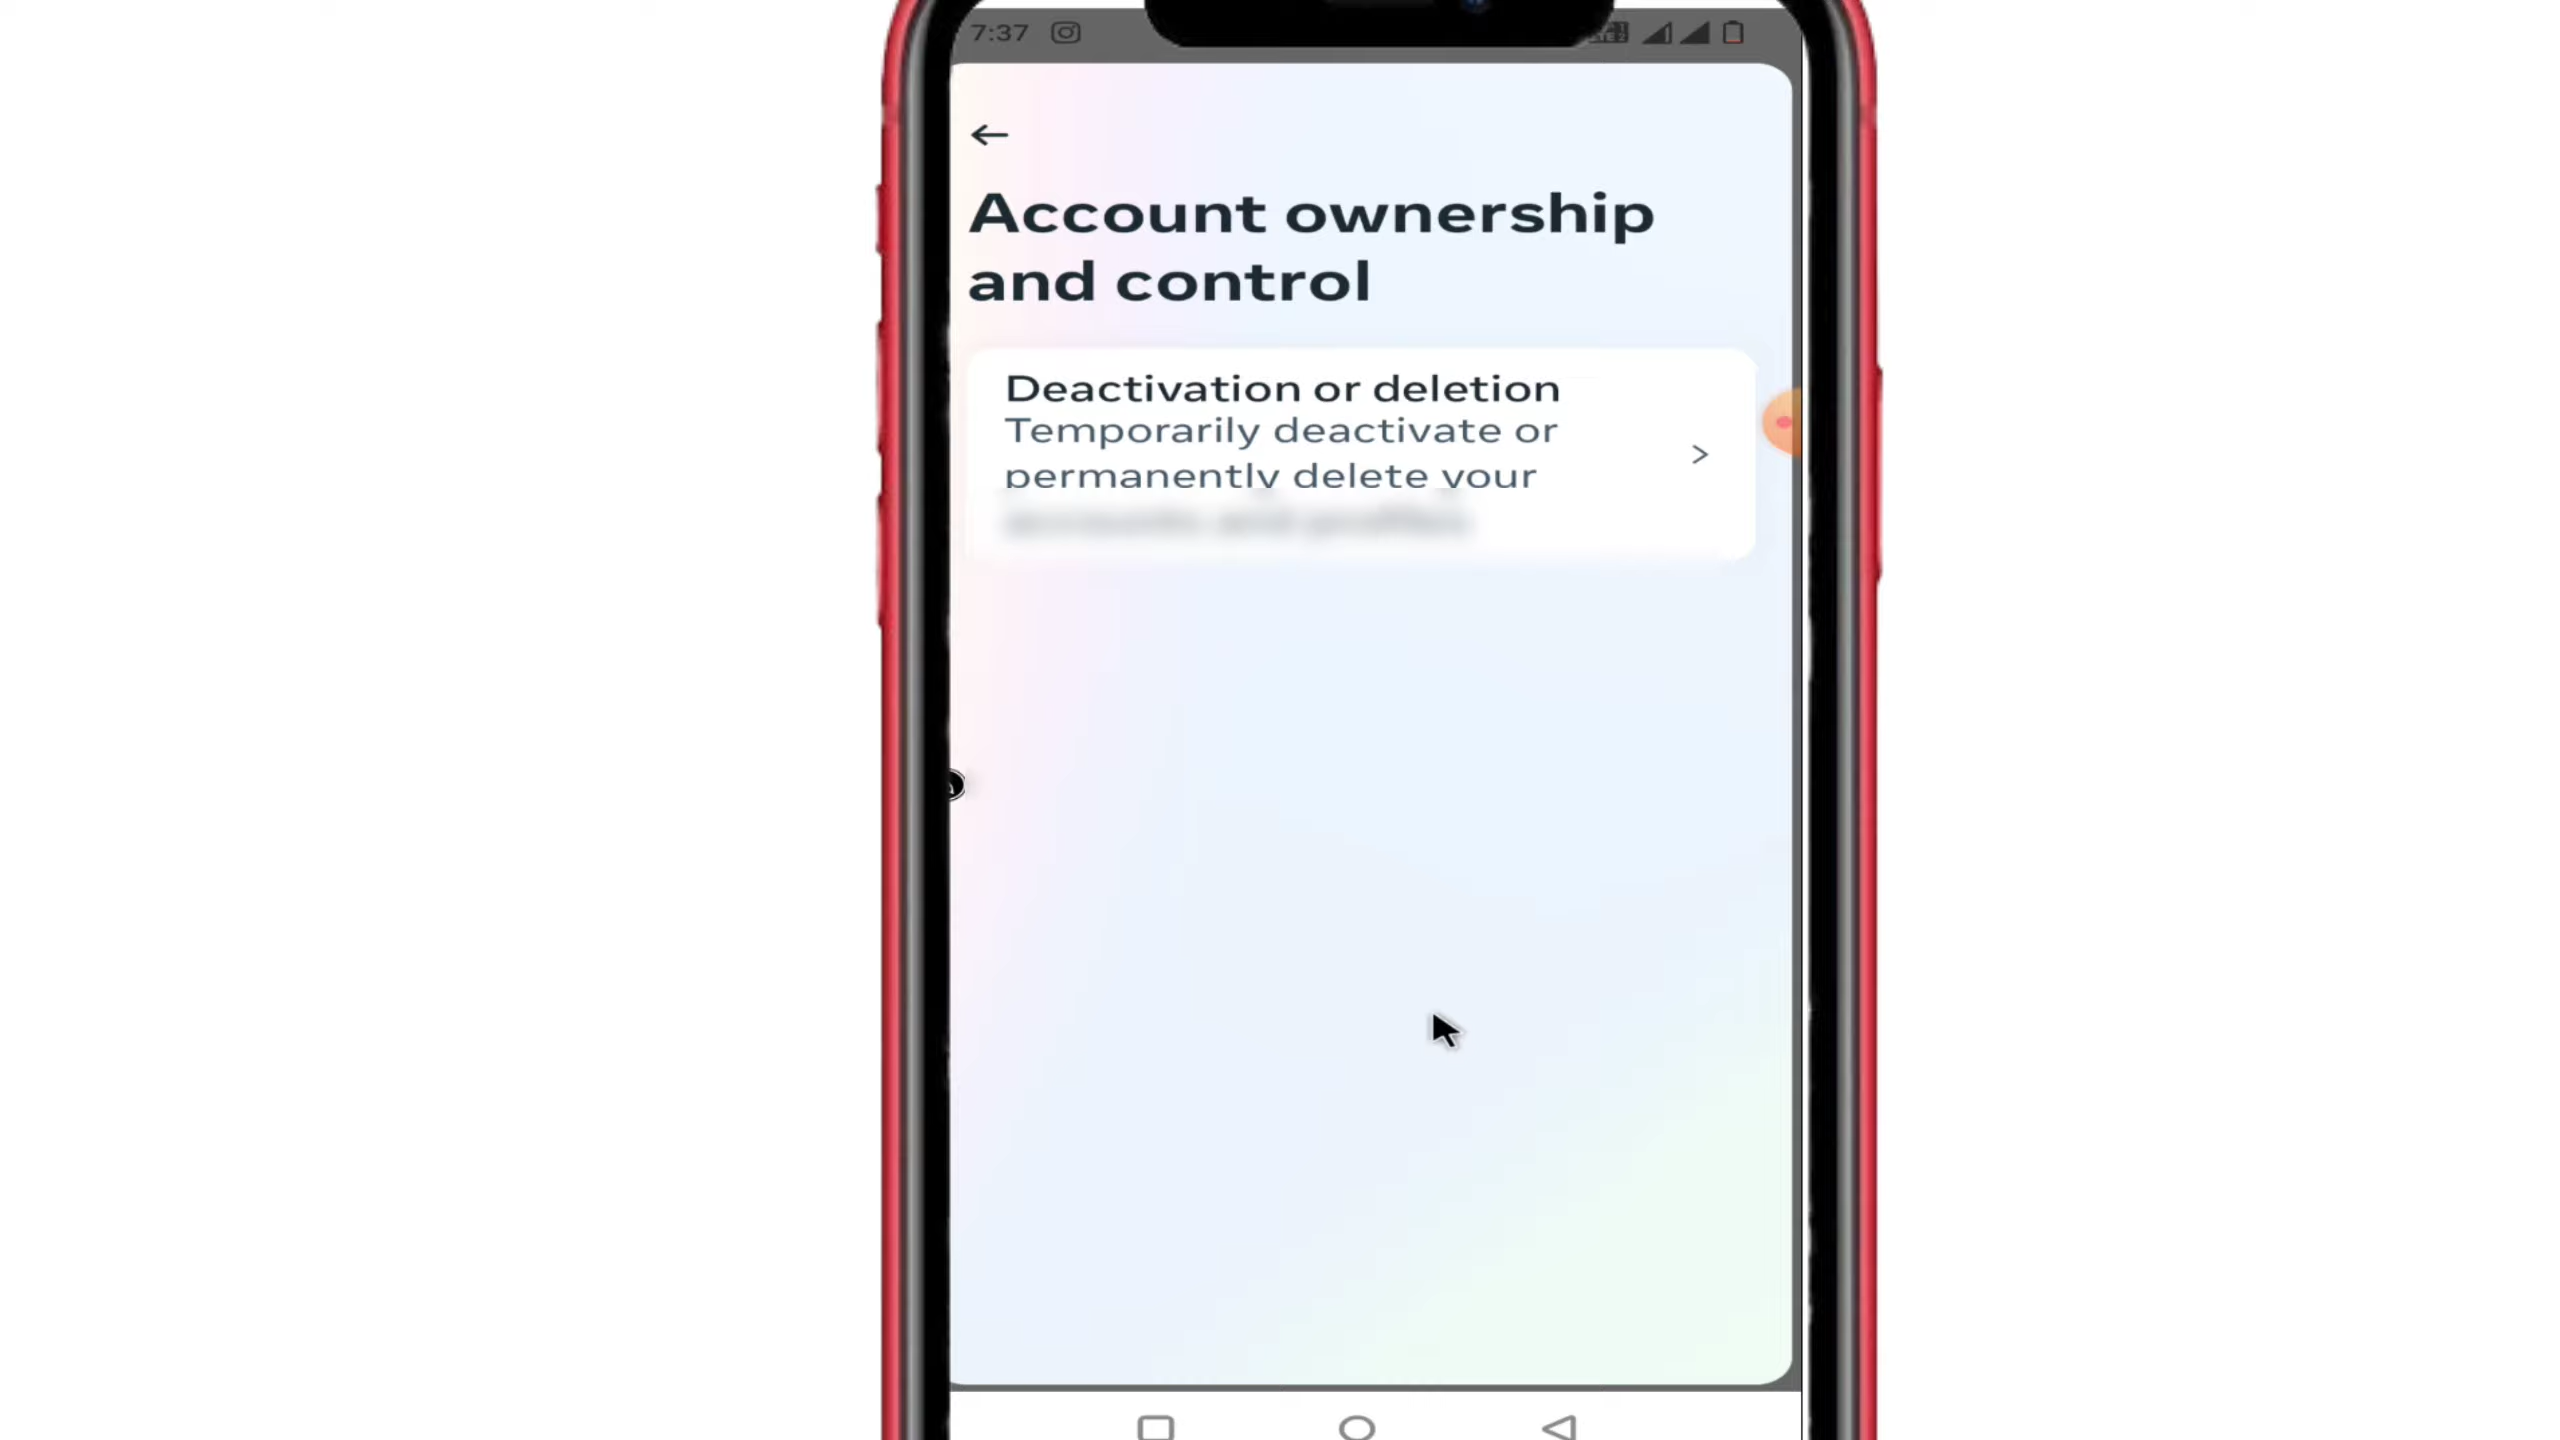 7:37
Account ownership
and control
Deactivation or deletion
Temporarily deactivate or
permanently delete your